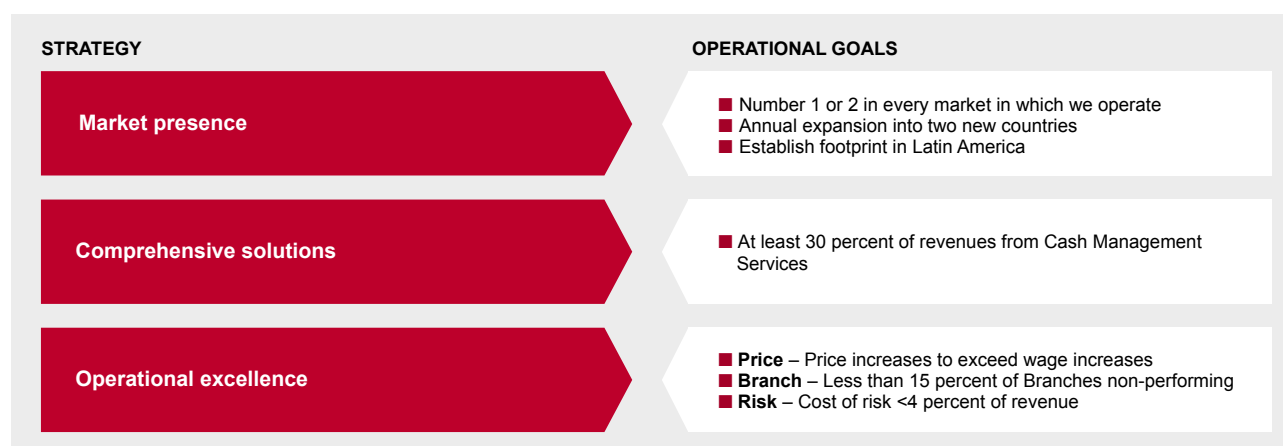 STRATEGY
OPERATIONAL GOALS
Market presence
Number 1 or 2 in every market in which we operate
Annual expansion into two new countries
Establish footprint in Latin America
Comprehensive solutions
At least 30 percent of revenues from Cash Management
Services
Operational excellence
Price – Price increases to exceed wage increases
Branch – Less than 15 percent of Branches non-performing
Risk – Cost of risk <4 percent of revenue